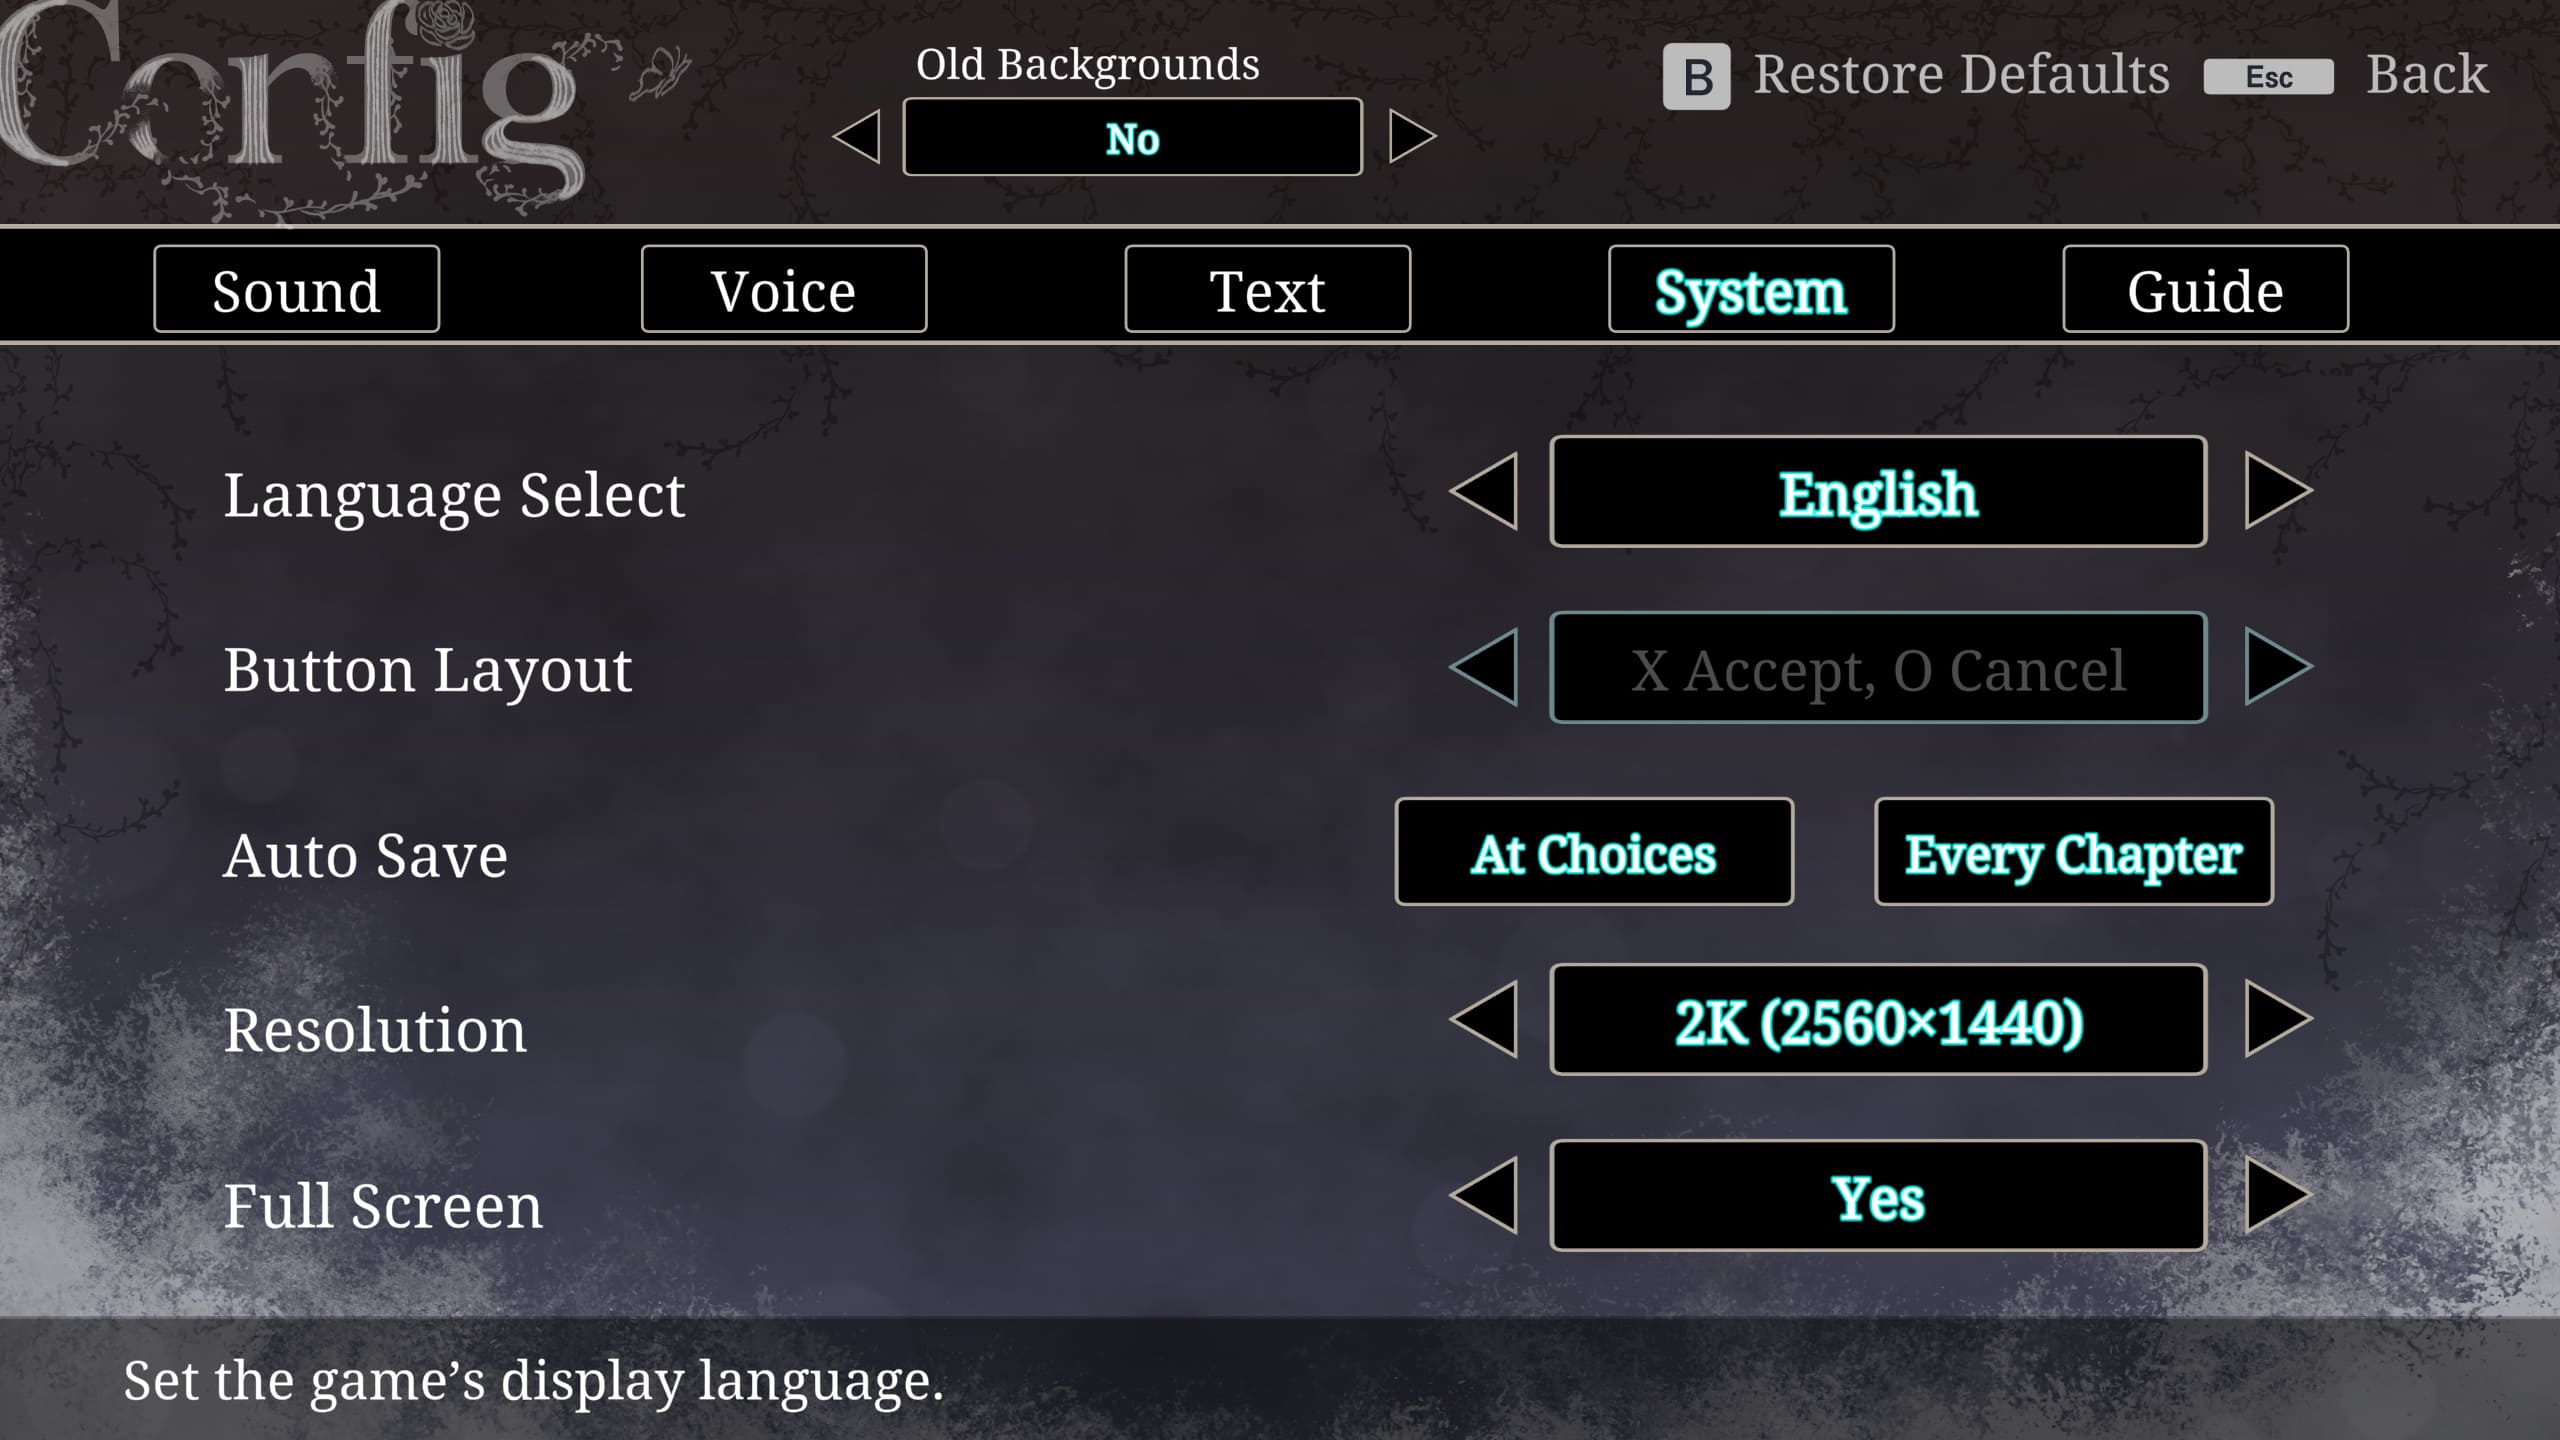 Config
Old Backgrounds
No
B Restore Defaults Esc Back
Sound Voice Text System Guide
Language Select English
Button Layout X Accept, O Cancel
Auto Save At Choices Every Chapter
Resolution 2K (2560×1440)
Full Screen Yes
Set the game’s display language.